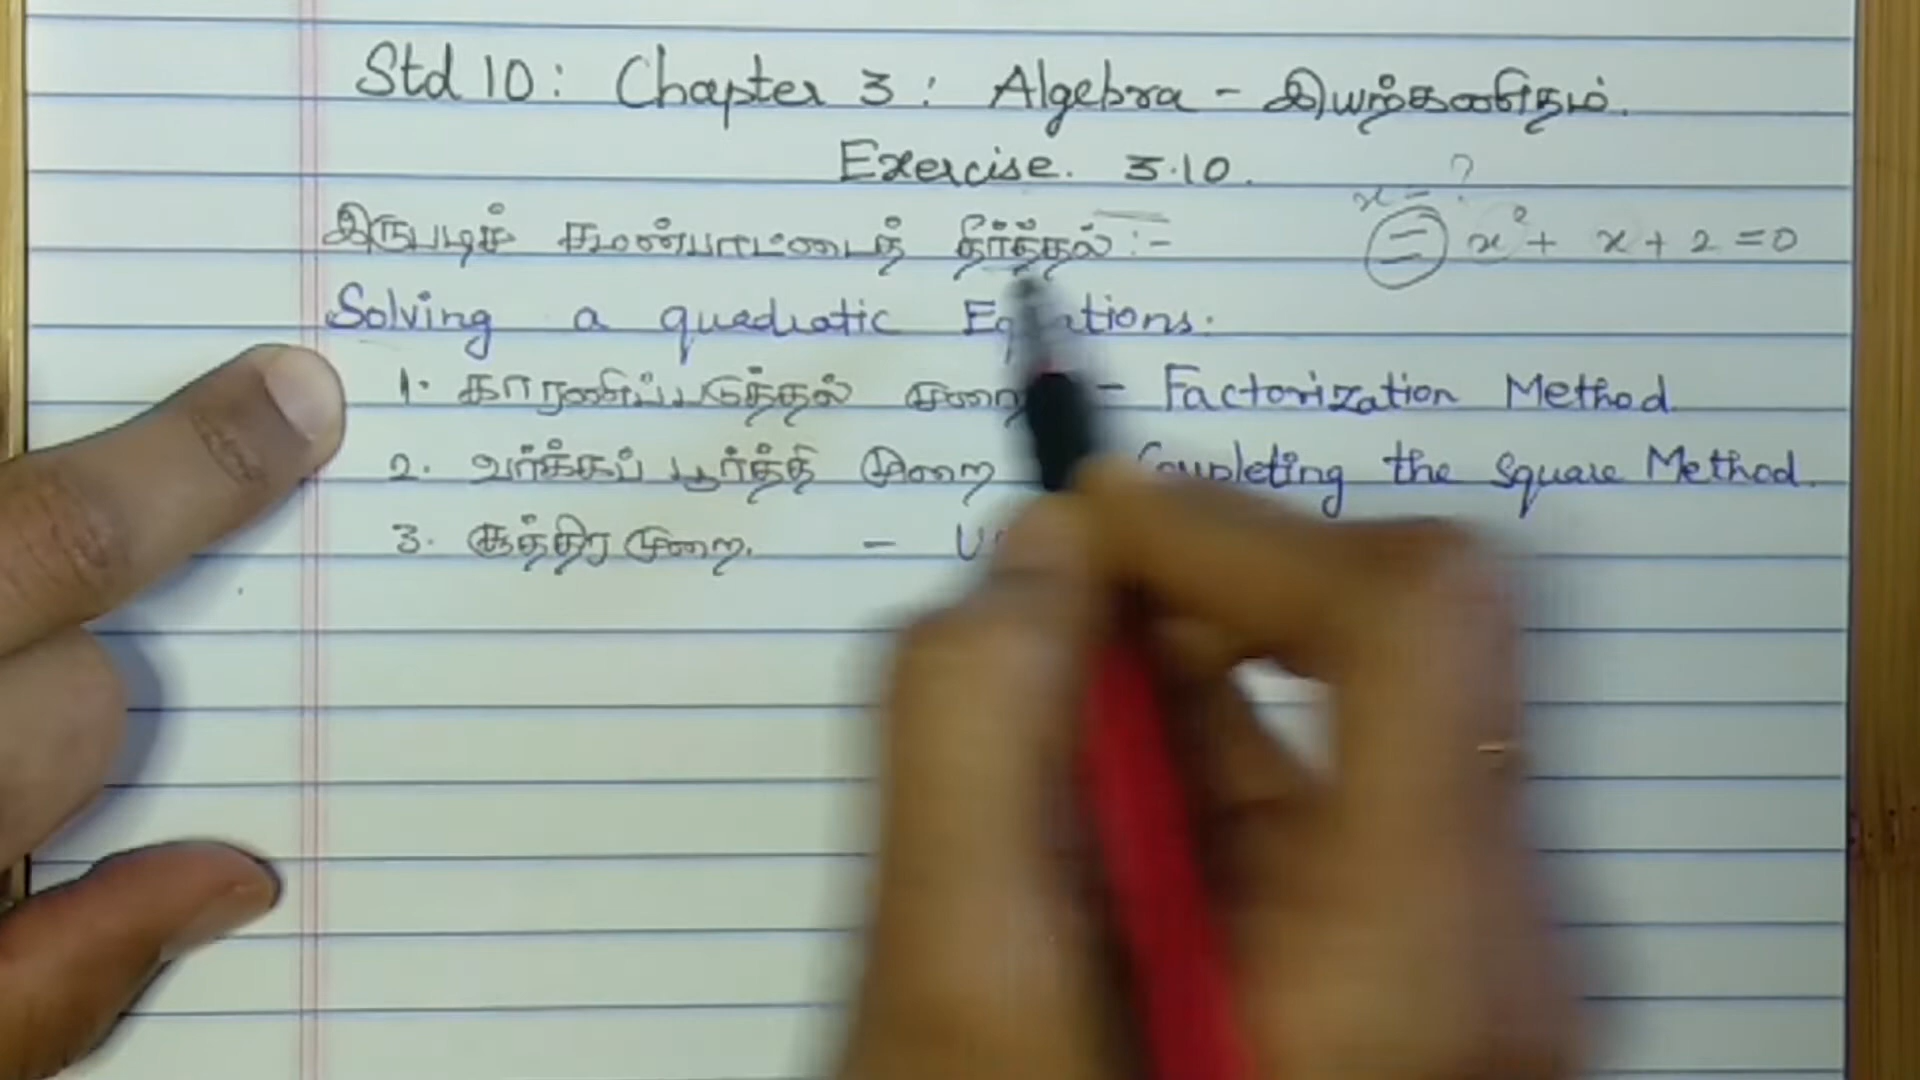 Std 10 : Chapter 3 : Algebra - இயற்கணிதம்.
Exercise. 3.10.
x = ?
இருபடிச் சமன்பாட்டைத் தீர்த்தல் :-
= x² + x + 2 = 0
Solving a quadratic Equations.
1. காரணிப்படுத்தல் முறை - Factorization Method.
2. வர்க்கப் பூர்த்தி முறை Completing the Square Method.
3. சூத்திர முறை. -